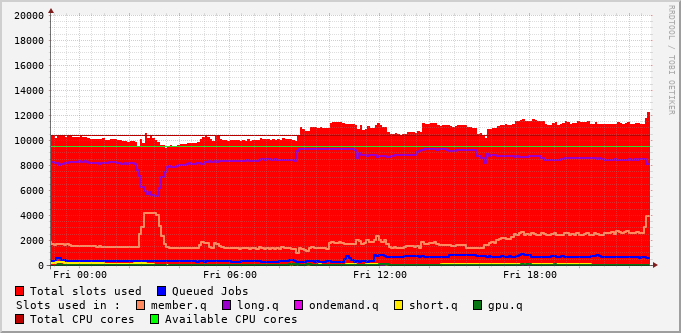 20000
18000
16000
14000
12000
10000
8000
6000
4000
2000
0
Fri 00:00 Fri 06:00 Fri 12:00 Fri 18:00
RRDTOOL / TOBI OETIKER
Total slots used Queued Jobs
Slots used in : member.q long.q ondemand.q short.q gpu.q
Total CPU cores Available CPU cores